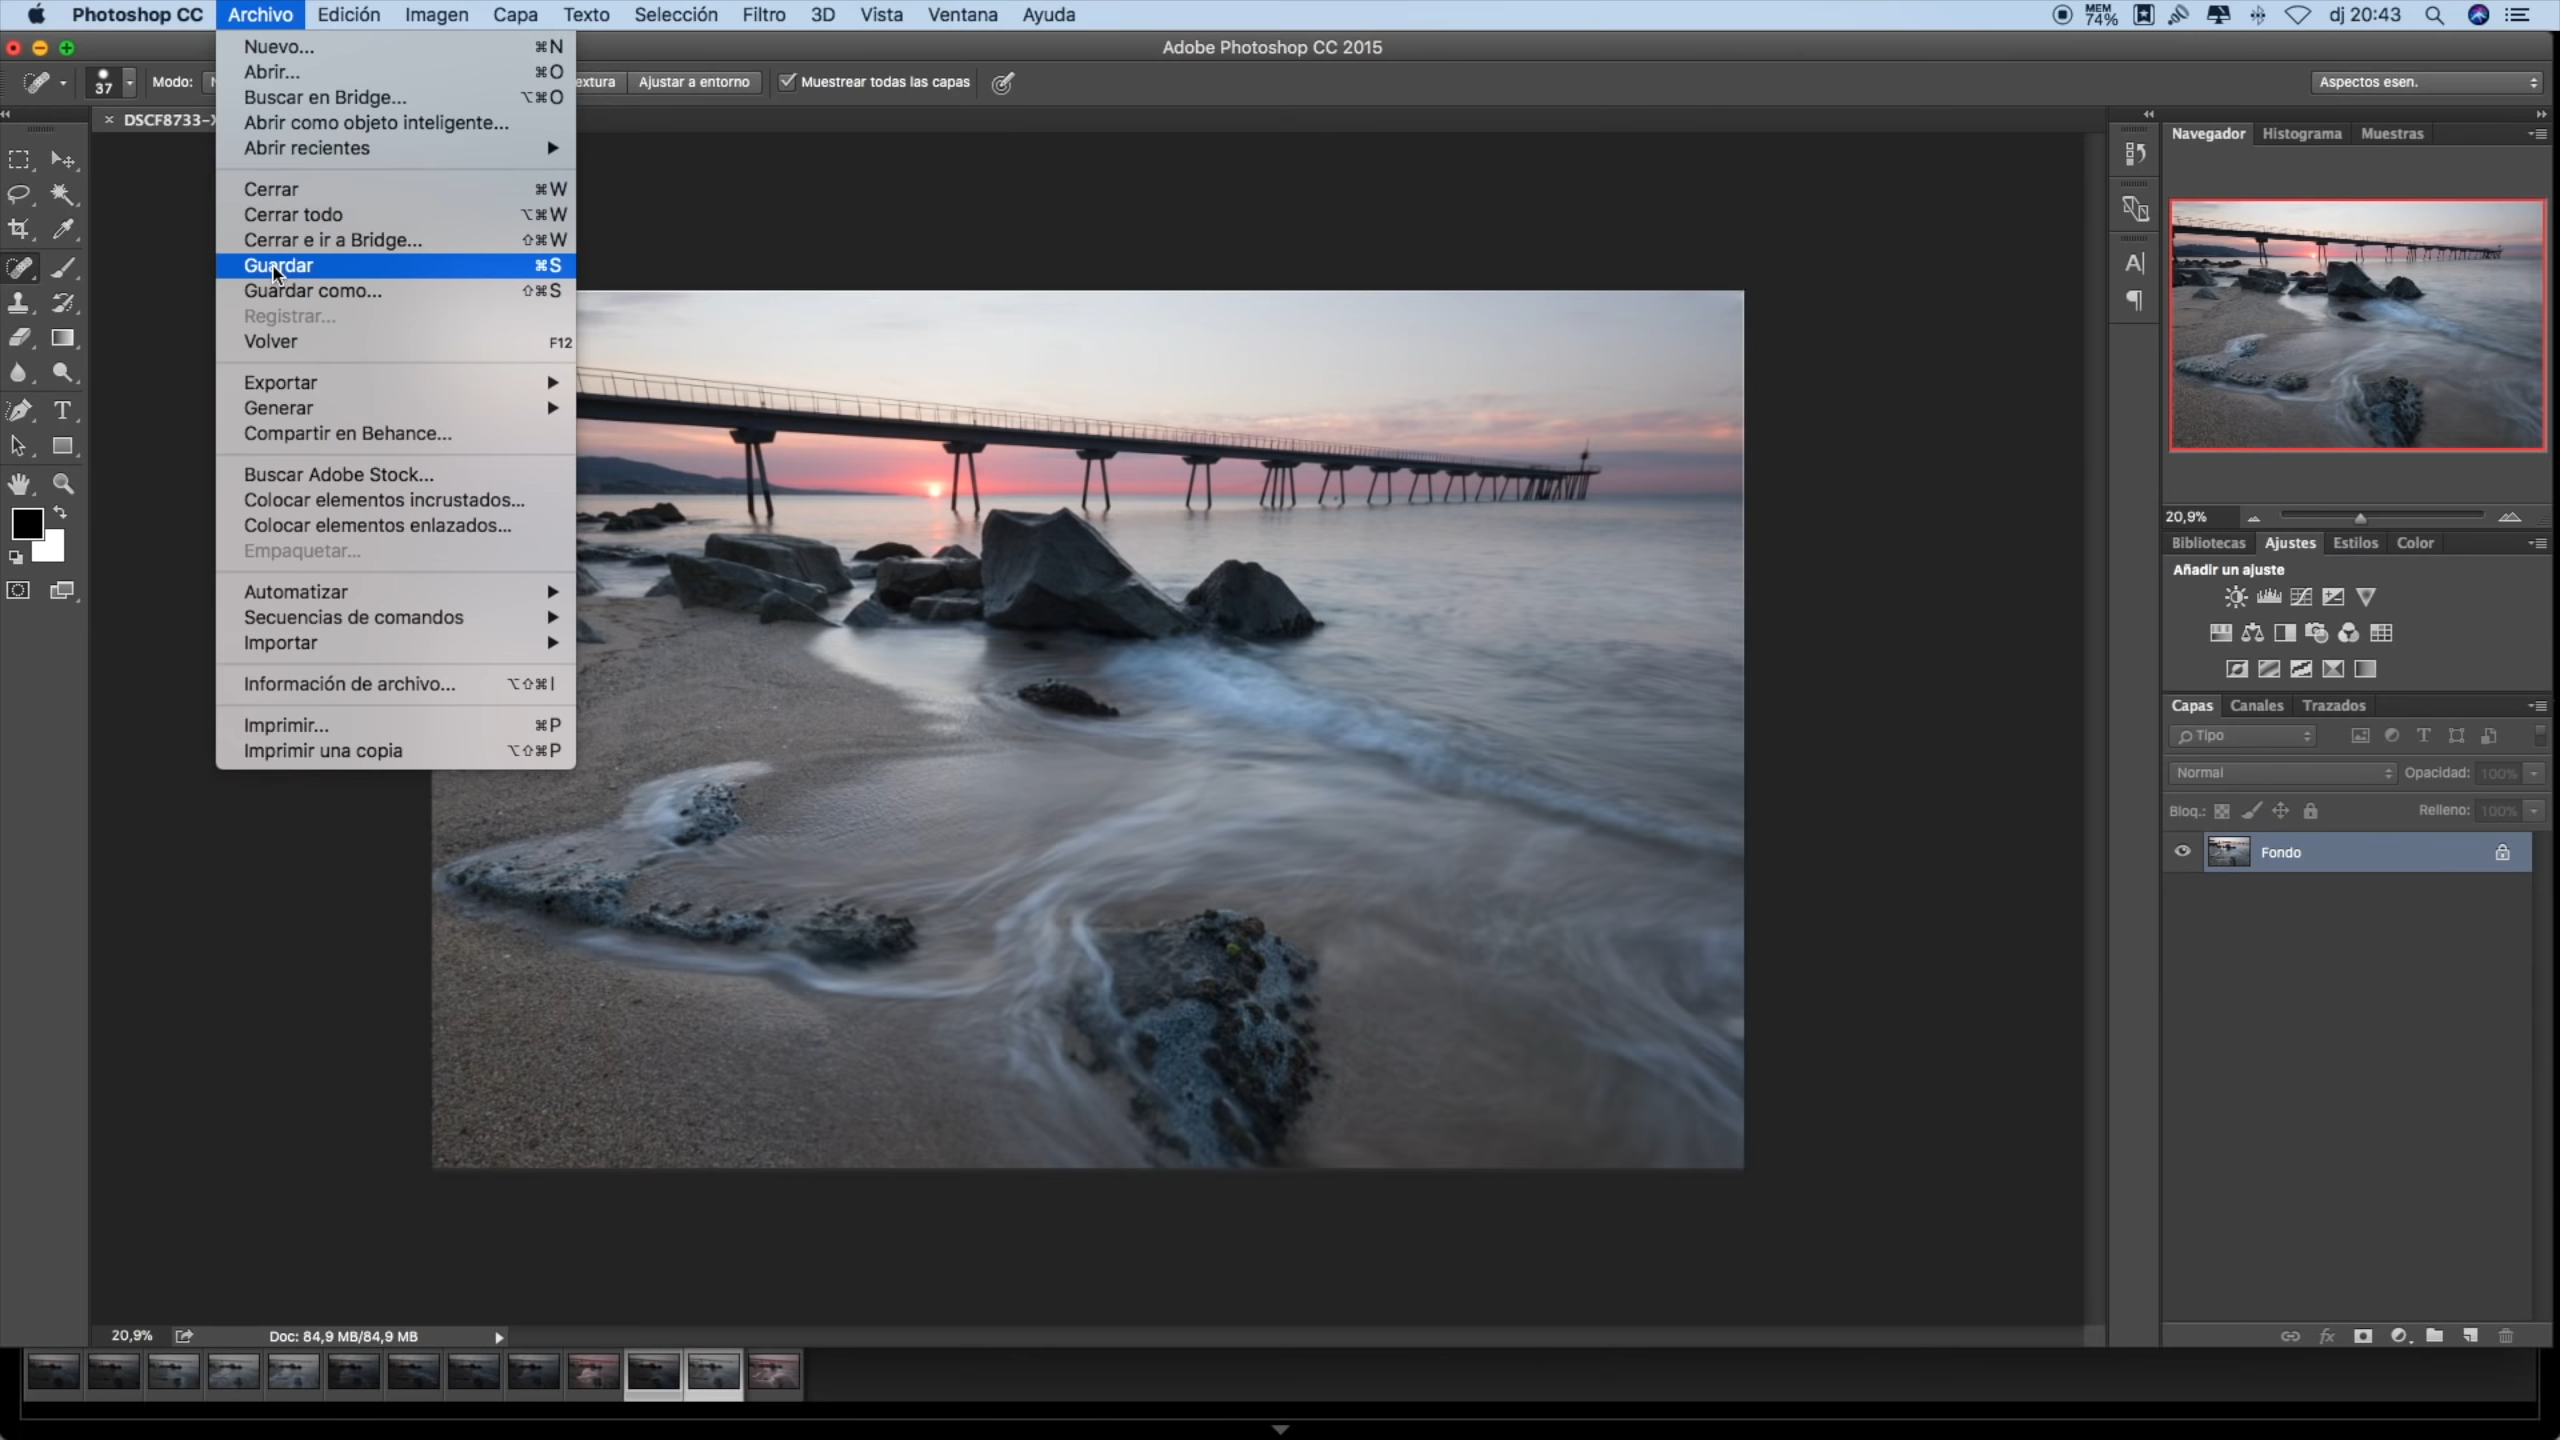 Photoshop CC Archivo Edición Imagen Capa Texto Selección Filtro 3D Vista Ventana Ayuda MEM 74% dj 20:43
Adobe Photoshop CC 2015
37 Modo: Ajustar a entorno Muestrear todas las capas Aspectos esen.
DSCF8733
Nuevo... ⌘N
Abrir... ⌘O
Buscar en Bridge... ⌥⌘O
Abrir como objeto inteligente...
Abrir recientes
Cerrar ⌘W
Cerrar todo ⌥⌘W
Cerrar e ir a Bridge... ⇧⌘W
Guardar ⌘S
Guardar como... ⇧⌘S
Registrar...
Volver F12
Exportar
Generar
Compartir en Behance...
Buscar Adobe Stock...
Colocar elementos incrustados...
Colocar elementos enlazados...
Empaquetar...
Automatizar
Secuencias de comandos
Importar
Información de archivo... ⌥⇧⌘I
Imprimir... ⌘P
Imprimir una copia ⌥⇧⌘P
Navegador Histograma Muestras
20,9%
Bibliotecas Ajustes Estilos Color
Añadir un ajuste
Capas Canales Trazados
Tipo
Normal Opacidad: 100%
Bloq.: Relleno: 100%
Fondo
20,9% Doc: 84,9 MB/84,9 MB